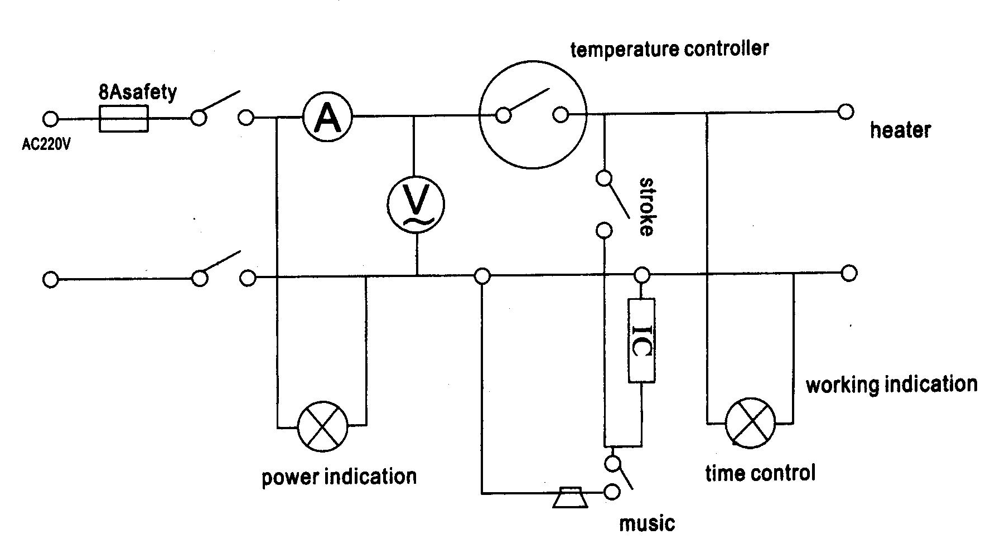 temperature controller
8Asafety
A
AC220V
heater
V
stroke
IC
working indication
time control
power indication
music